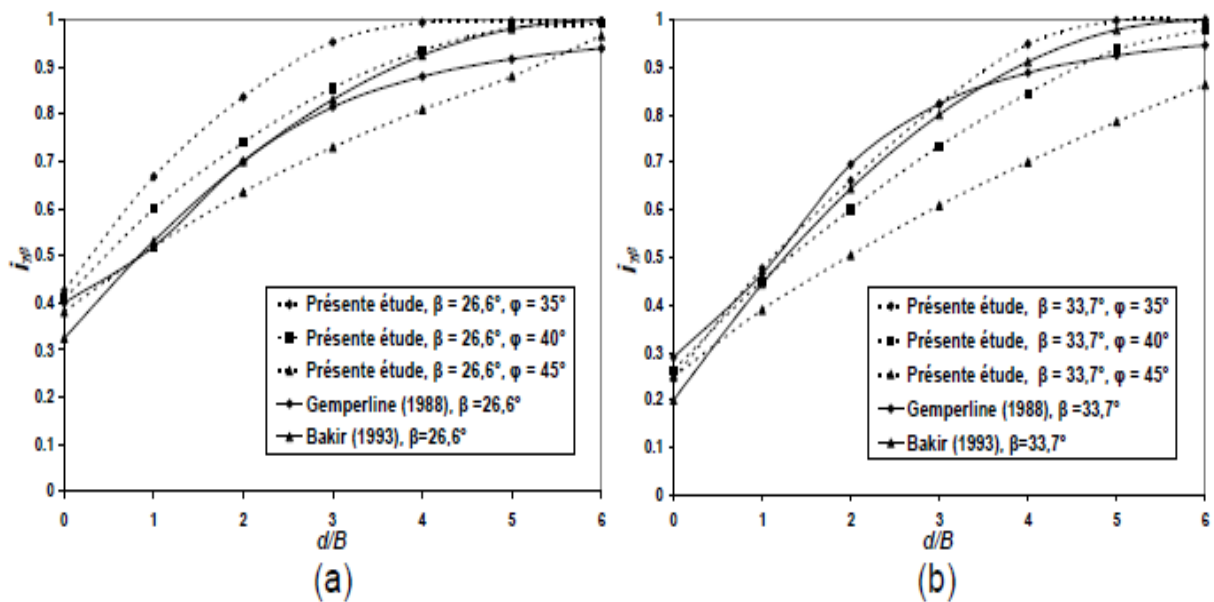 1
0.9
0.8
0.7
0.6
0.5
0.4
0.3
0.2
0.1
0
iγβ
Présente étude, β = 26,6°, φ = 35°
Présente étude, β = 26,6°, φ = 40°
Présente étude, β = 26,6°, φ = 45°
Gemperline (1988), β=26,6°
Bakir (1993), β=26,6°
0 1 2 3 4 5 6
d/B
(a)
1
0.9
0.8
0.7
0.6
0.5
0.4
0.3
0.2
0.1
0
iγβ
Présente étude, β = 33,7°, φ = 35°
Présente étude, β = 33,7°, φ = 40°
Présente étude, β = 33,7°, φ = 45°
Gemperline (1988), β =33,7°
Bakir (1993), β=33,7°
0 1 2 3 4 5 6
d/B
(b)